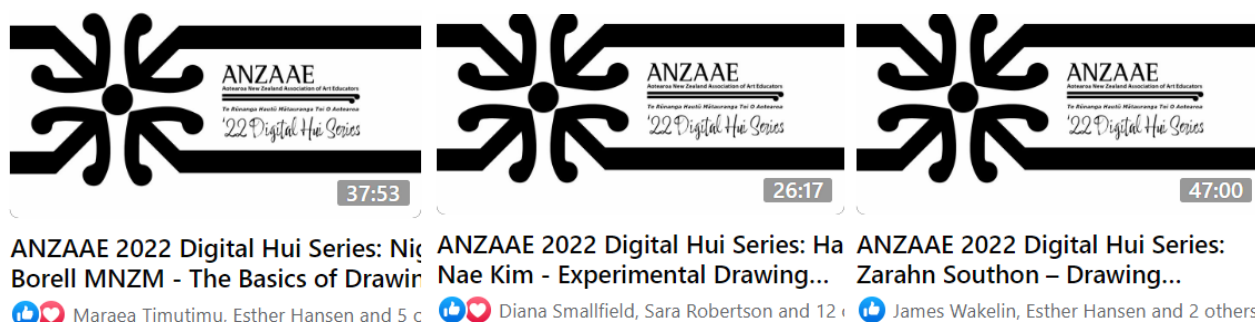 ANZAAE
Aotearoa New Zealand Association of Art Educators
Te Rūnanga Hautū Mātauranga Toi O Aotearoa
'22 Digital Hui Series
37:53
ANZAAE 2022 Digital Hui Series: Nig
Borell MNZM - The Basics of Drawin
Maraea Timutimu, Esther Hansen and 5 o
ANZAAE
Aotearoa New Zealand Association of Art Educators
Te Rūnanga Hautū Mātauranga Toi O Aotearoa
'22 Digital Hui Series
26:17
ANZAAE 2022 Digital Hui Series: Ha
Nae Kim - Experimental Drawing...
Diana Smallfield, Sara Robertson and 12 o
ANZAAE
Aotearoa New Zealand Association of Art Educators
Te Rūnanga Hautū Mātauranga Toi O Aotearoa
'22 Digital Hui Series
47:00
ANZAAE 2022 Digital Hui Series:
Zarahn Southon – Drawing...
James Wakelin, Esther Hansen and 2 others